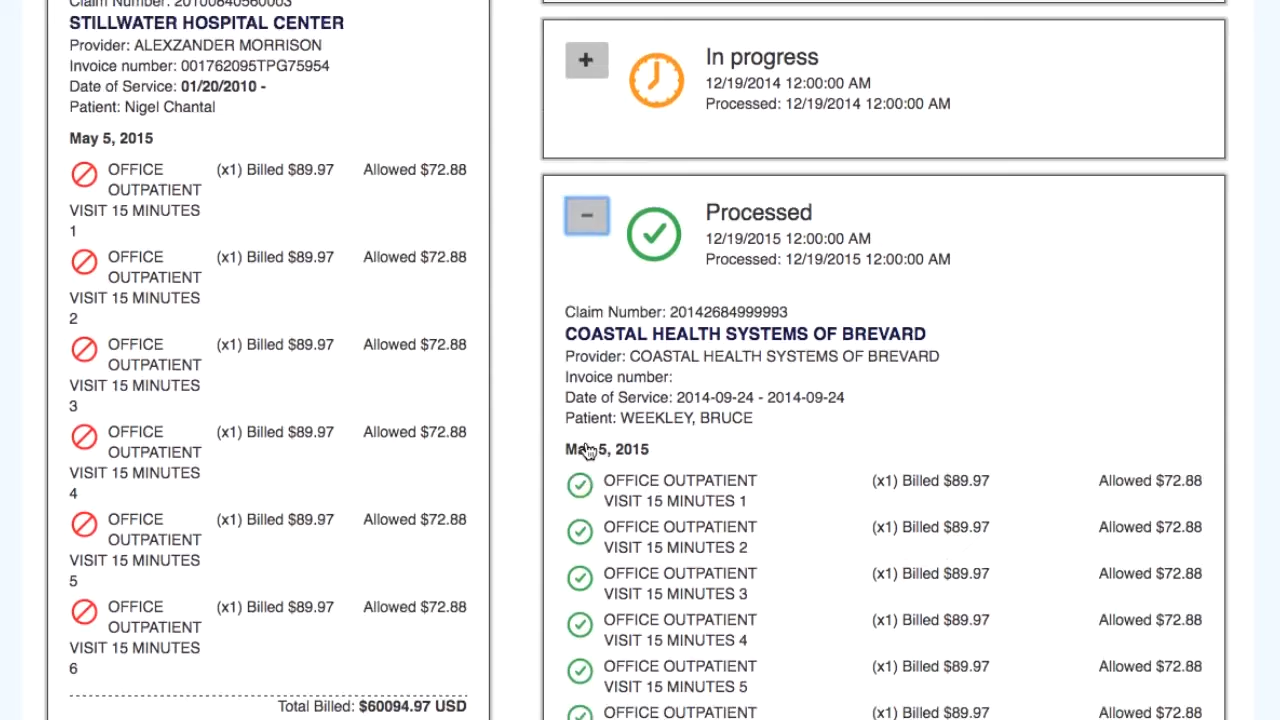 Claim Number: 20100840560003
STILLWATER HOSPITAL CENTER
Provider: ALEXZANDER MORRISON
Invoice number: 001762095TPG75954
Date of Service: 01/20/2010 -
Patient: Nigel Chantal
May 5, 2015
OFFICE (x1) Billed $89.97 Allowed $72.88
OUTPATIENT
VISIT 15 MINUTES
1
OFFICE (x1) Billed $89.97 Allowed $72.88
OUTPATIENT
VISIT 15 MINUTES
2
OFFICE (x1) Billed $89.97 Allowed $72.88
OUTPATIENT
VISIT 15 MINUTES
3
OFFICE (x1) Billed $89.97 Allowed $72.88
OUTPATIENT
VISIT 15 MINUTES
4
OFFICE (x1) Billed $89.97 Allowed $72.88
OUTPATIENT
VISIT 15 MINUTES
5
OFFICE (x1) Billed $89.97 Allowed $72.88
OUTPATIENT
VISIT 15 MINUTES
6
Total Billed: $60094.97 USD
+
In progress
12/19/2014 12:00:00 AM
Processed: 12/19/2014 12:00:00 AM
-
Processed
12/19/2015 12:00:00 AM
Processed: 12/19/2015 12:00:00 AM
Claim Number: 20142684999993
COASTAL HEALTH SYSTEMS OF BREVARD
Provider: COASTAL HEALTH SYSTEMS OF BREVARD
Invoice number:
Date of Service: 2014-09-24 - 2014-09-24
Patient: WEEKLEY, BRUCE
May 5, 2015
OFFICE OUTPATIENT (x1) Billed $89.97 Allowed $72.88
VISIT 15 MINUTES 1
OFFICE OUTPATIENT (x1) Billed $89.97 Allowed $72.88
VISIT 15 MINUTES 2
OFFICE OUTPATIENT (x1) Billed $89.97 Allowed $72.88
VISIT 15 MINUTES 3
OFFICE OUTPATIENT (x1) Billed $89.97 Allowed $72.88
VISIT 15 MINUTES 4
OFFICE OUTPATIENT (x1) Billed $89.97 Allowed $72.88
VISIT 15 MINUTES 5
OFFICE OUTPATIENT (x1) Billed $89.97 Allowed $72.88